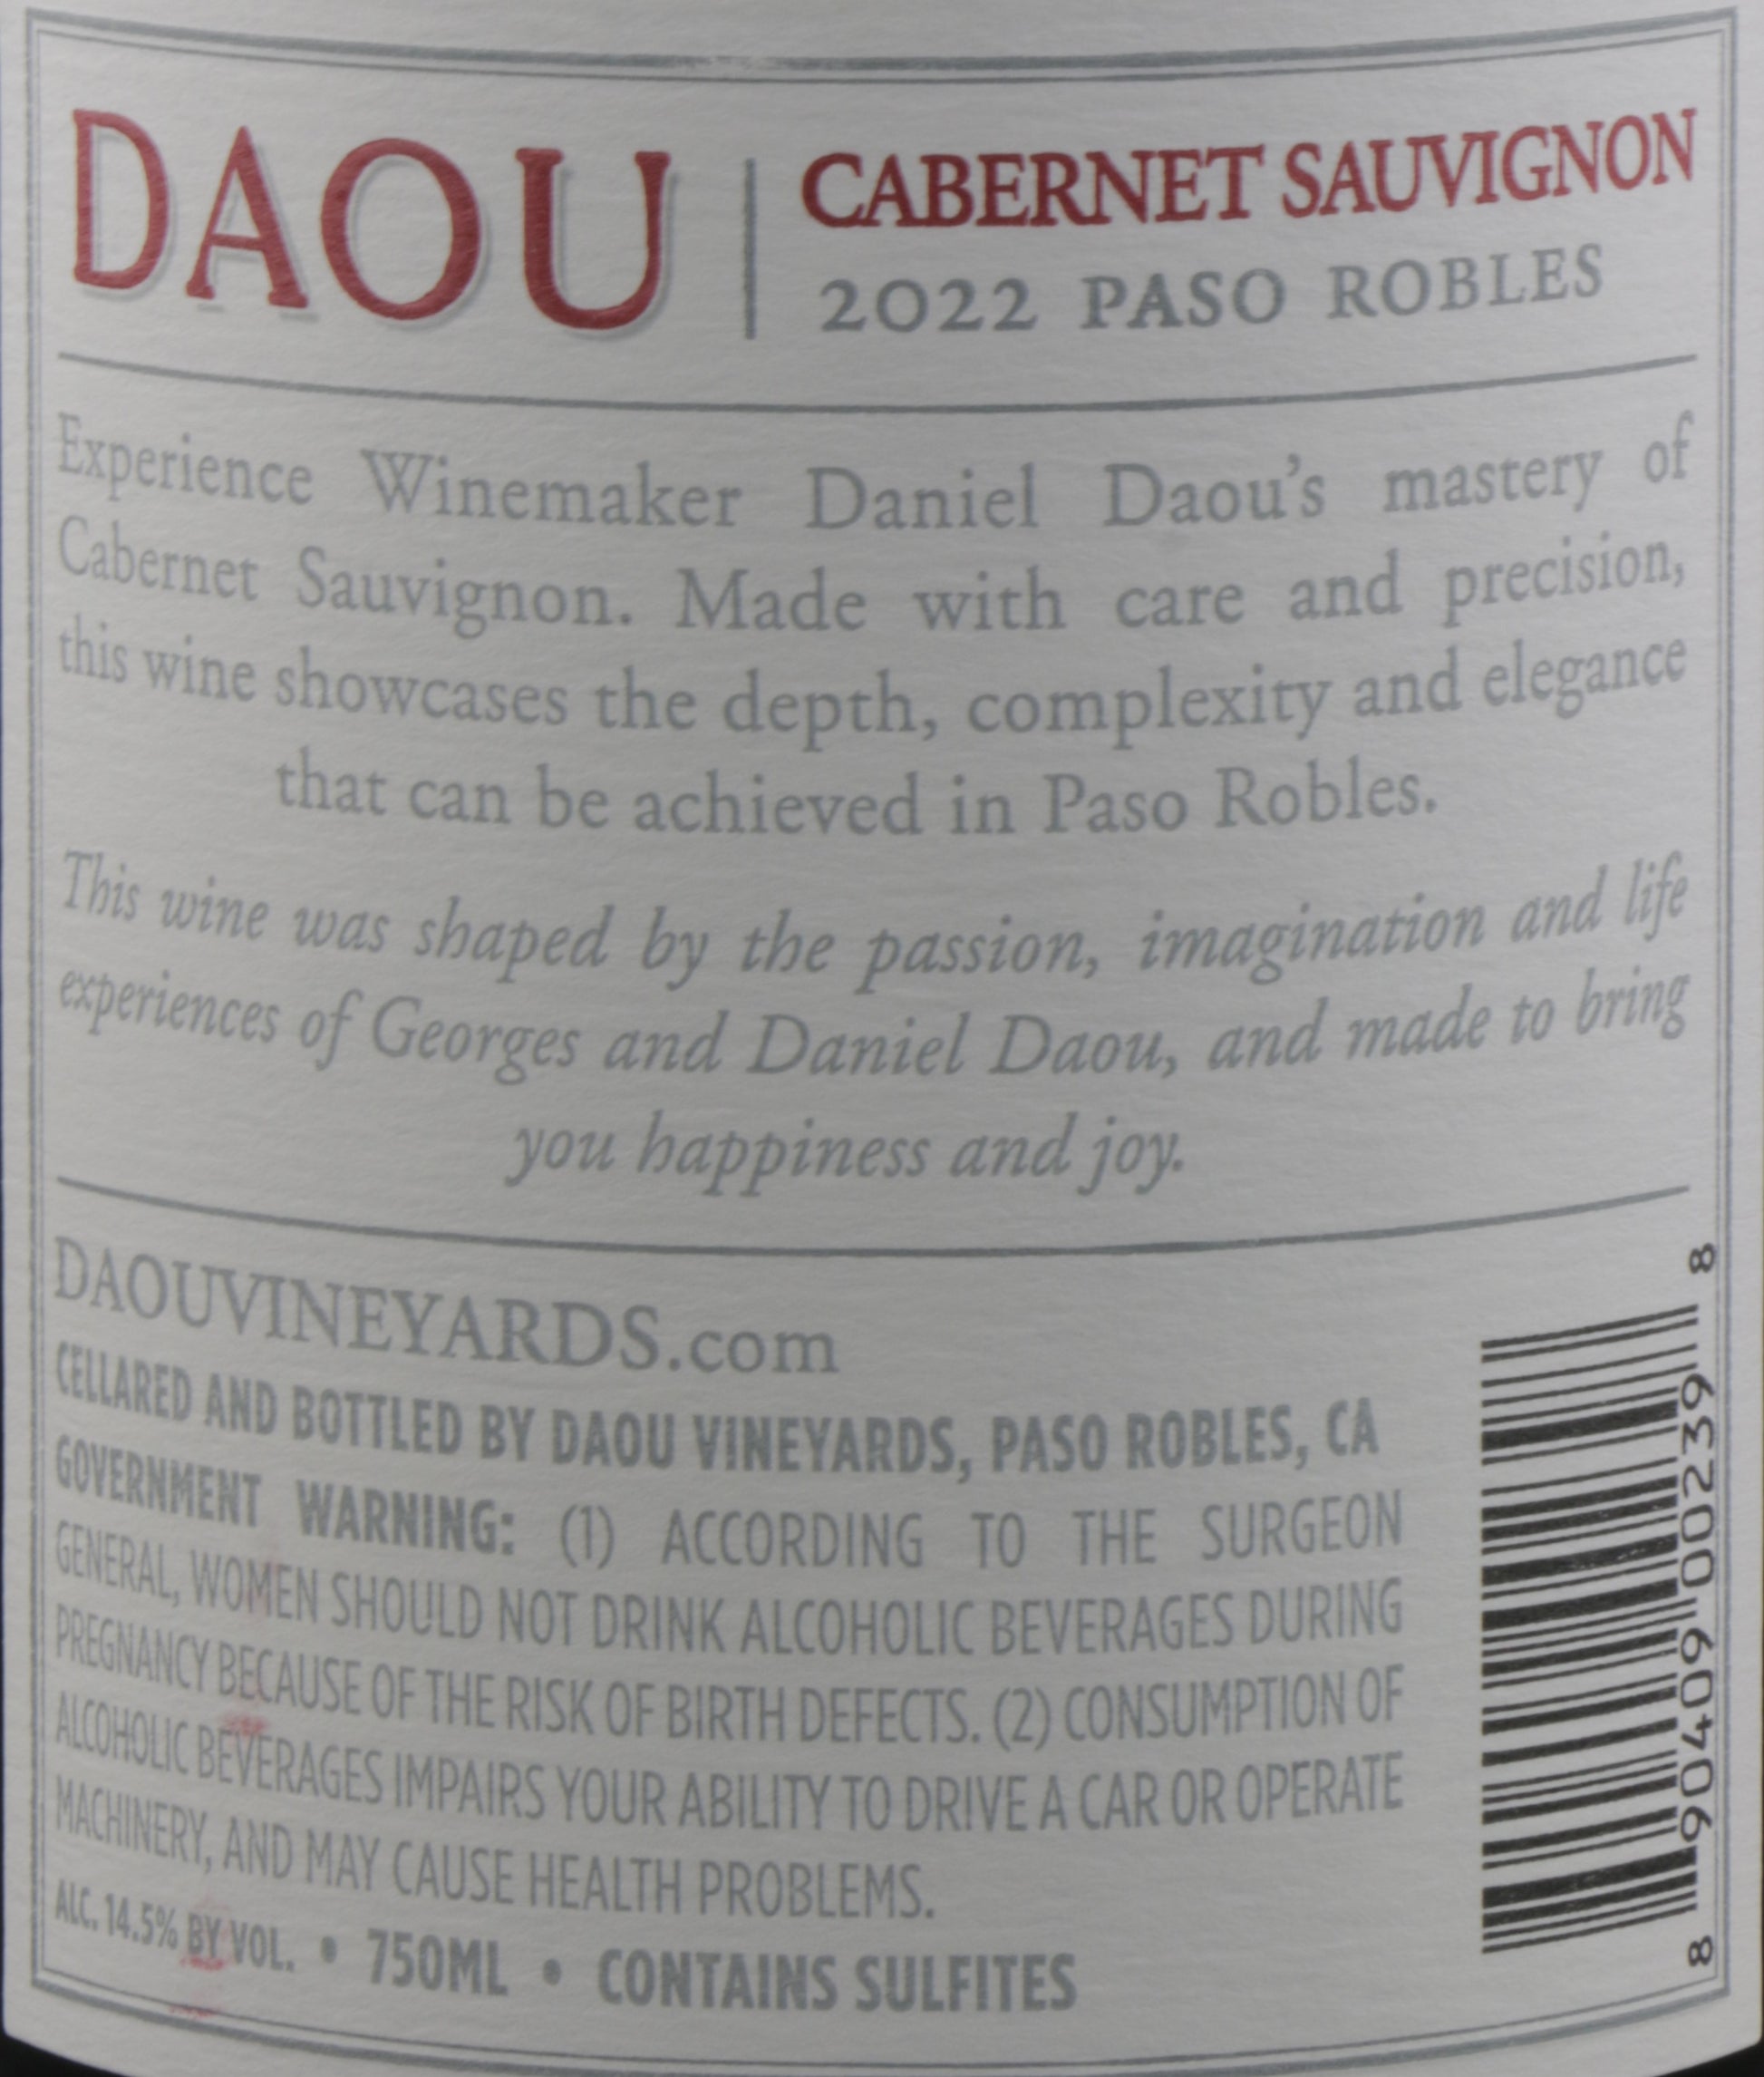 DAOU
CABERNET SAUVIGNON
2022 PASO ROBLES
Experience Winemaker Daniel Daou's mastery of
Cabernet Sauvignon. Made with care and precision,
this wine showcases the depth, complexity and elegance
that can be achieved in Paso Robles.
This wine was shaped by the passion, imagination and life
experiences of Georges and Daniel Daou, and made to bring
you happiness and joy.
DAOUVINEYARDS.com
CELLARED AND BOTTLED BY DAOU VINEYARDS, PASO ROBLES, CA
GOVERNMENT WARNING: (1) ACCORDING TO THE SURGEON
GENERAL, WOMEN SHOULD NOT DRINK ALCOHOLIC BEVERAGES DURING
PREGNANCY BECAUSE OF THE RISK OF BIRTH DEFECTS. (2) CONSUMPTION OF
ALCOHOLIC BEVERAGES IMPAIRS YOUR ABILITY TO DRIVE A CAR OR OPERATE
MACHINERY, AND MAY CAUSE HEALTH PROBLEMS.
ALC. 14.5% BY VOL. • 750ML • CONTAINS SULFITES
8 90409 00239 8